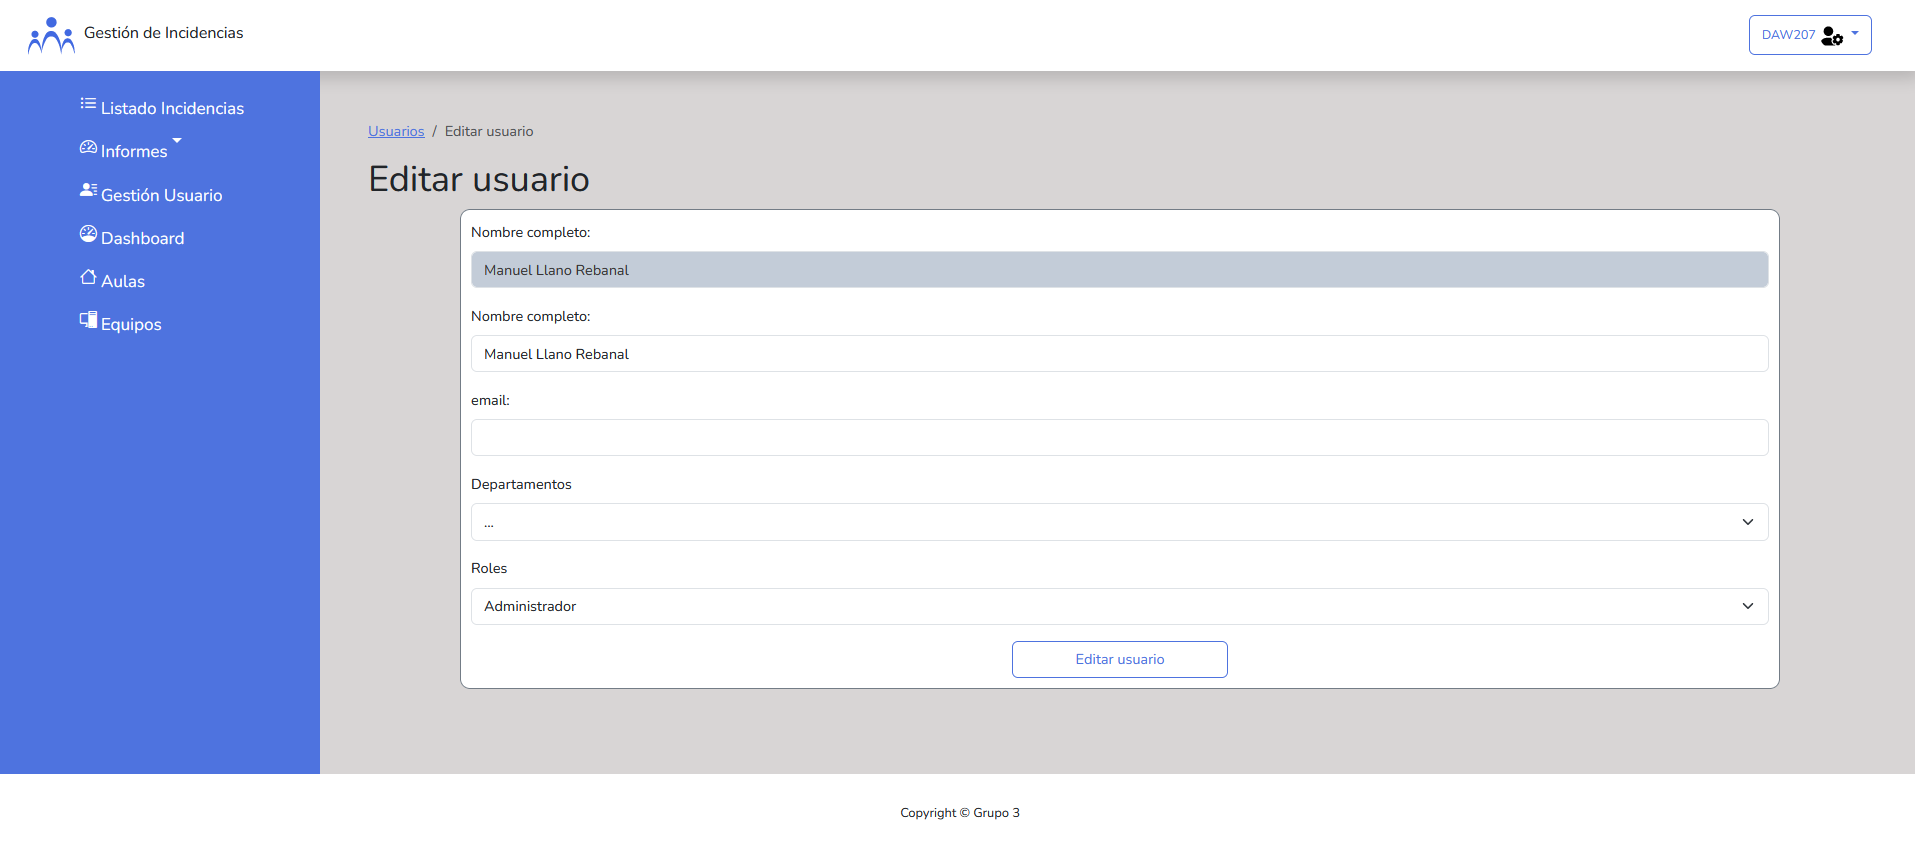 Gestión de Incidencias
DAW207
Listado Incidencias
Informes
Gestión Usuario
Dashboard
Aulas
Equipos
Usuarios / Editar usuario
Editar usuario
Nombre completo:
Manuel Llano Rebanal
Nombre completo:
Manuel Llano Rebanal
email:
Departamentos
...
Roles
Administrador
Editar usuario
Copyright © Grupo 3